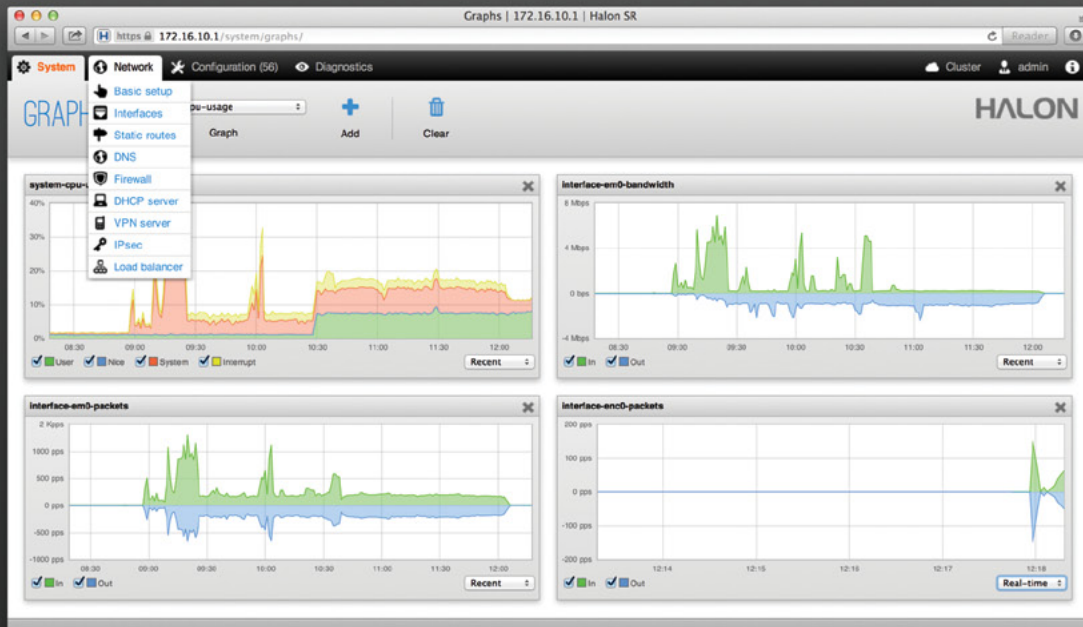 Graphs | 172.16.10.1 | Halon SR
H https 172.16.10.1/system/graphs/
Reader
System Network Configuration (56) Diagnostics Cluster admin
Basic setup
Interfaces
Static routes
DNS
Firewall
DHCP server
VPN server
IPsec
Load balancer
GRAPH
pu-usage
Graph Add Clear
HALON
system-cpu-u
40%
30%
20%
10%
0%
08:30 09:00 09:30 10:00 10:30 11:00 11:30 12:00
User Nice System Interrupt Recent
interface-em0-bandwidth
8 Mbps
4 Mbps
0 bps
-4 Mbps
08:30 09:00 09:30 10:00 10:30 11:00 11:30 12:00
In Out Recent
interface-em0-packets
2 Kpps
1000 pps
500 pps
0 pps
-500 pps
-1000 pps
08:30 09:00 09:30 10:00 10:30 11:00 11:30 12:00
In Out Recent
interface-enc0-packets
200 pps
100 pps
0 pps
-100 pps
-200 pps
12:14 12:15 12:16 12:17 12:18
In Out Real-time